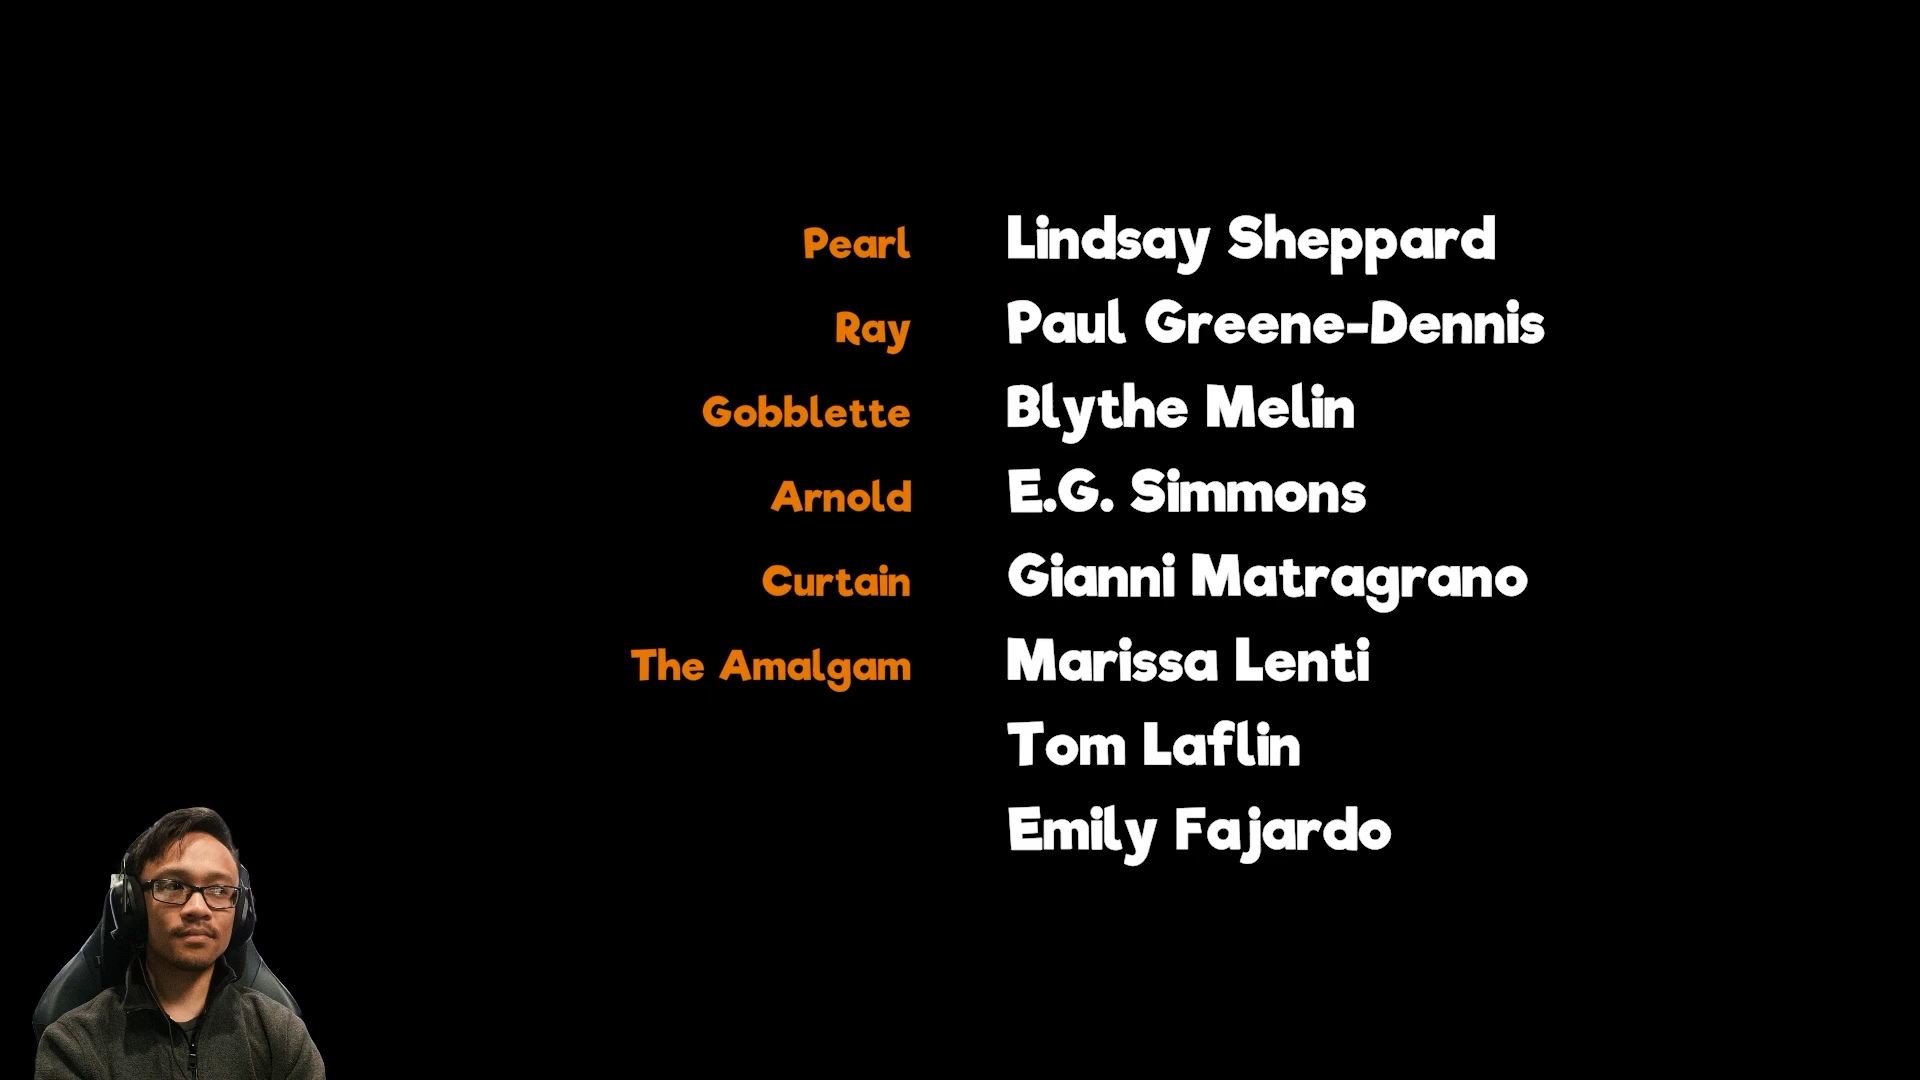 Pearl Lindsay Sheppard
Ray Paul Greene-Dennis
Gobblette Blythe Melin
Arnold E.G. Simmons
Curtain Gianni Matragrano
The Amalgam Marissa Lenti
Tom Laflin
Emily Fajardo